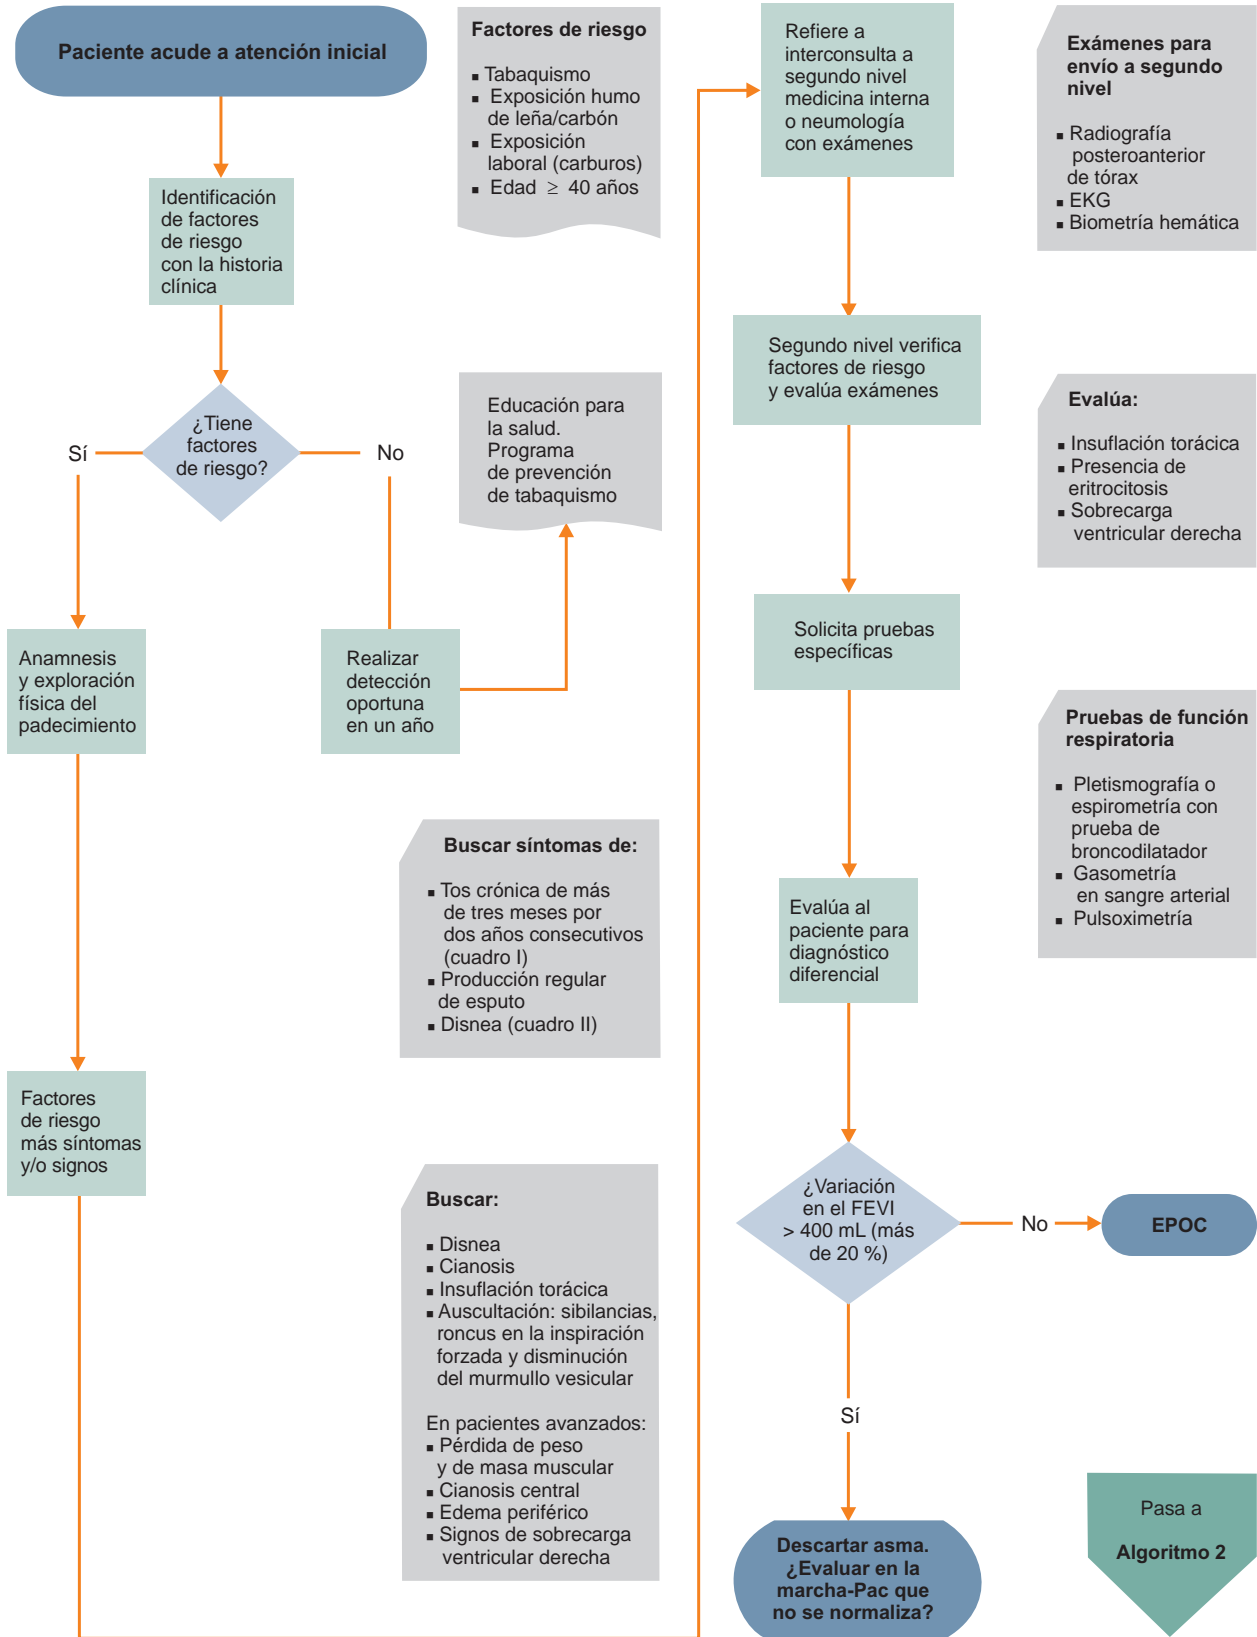 Paciente acude a atención inicial
Identificación
de factores
de riesgo
con la historia
clínica
¿Tiene
factores
de riesgo?
Sí
No
Anamnesis
y exploración
física del
padecimiento
Realizar
detección
oportuna
en un año
Factores
de riesgo
más síntomas
y/o signos
Factores de riesgo
▪ Tabaquismo
▪ Exposición humo
de leña/carbón
▪ Exposición
laboral (carburos)
▪ Edad ≥ 40 años
Educación para
la salud.
Programa
de prevención
de tabaquismo
Buscar síntomas de:
▪ Tos crónica de más
de tres meses por
dos años consecutivos
(cuadro I)
▪ Producción regular
de esputo
▪ Disnea (cuadro II)
Buscar:
▪ Disnea
▪ Cianosis
▪ Insuflación torácica
▪ Auscultación: sibilancias,
roncus en la inspiración
forzada y disminución
del murmullo vesicular
En pacientes avanzados:
▪ Pérdida de peso
y de masa muscular
▪ Cianosis central
▪ Edema periférico
▪ Signos de sobrecarga
ventricular derecha
Refiere a
interconsulta a
segundo nivel
medicina interna
o neumología
con exámenes
Segundo nivel verifica
factores de riesgo
y evalúa exámenes
Solicita pruebas
específicas
Evalúa al
paciente para
diagnóstico
diferencial
¿Variación
en el FEVI
> 400 mL (más
de 20 %)
No
EPOC
Sí
Descartar asma.
¿Evaluar en la
marcha-Pac que
no se normaliza?
Exámenes para
envío a segundo
nivel
▪ Radiografía
posteroanterior
de tórax
▪ EKG
▪ Biometría hemática
Evalúa:
▪ Insuflación torácica
▪ Presencia de
eritrocitosis
▪ Sobrecarga
ventricular derecha
Pruebas de función
respiratoria
▪ Pletismografía o
espirometría con
prueba de
broncodilatador
▪ Gasometría
en sangre arterial
▪ Pulsoximetría
Pasa a
Algoritmo 2